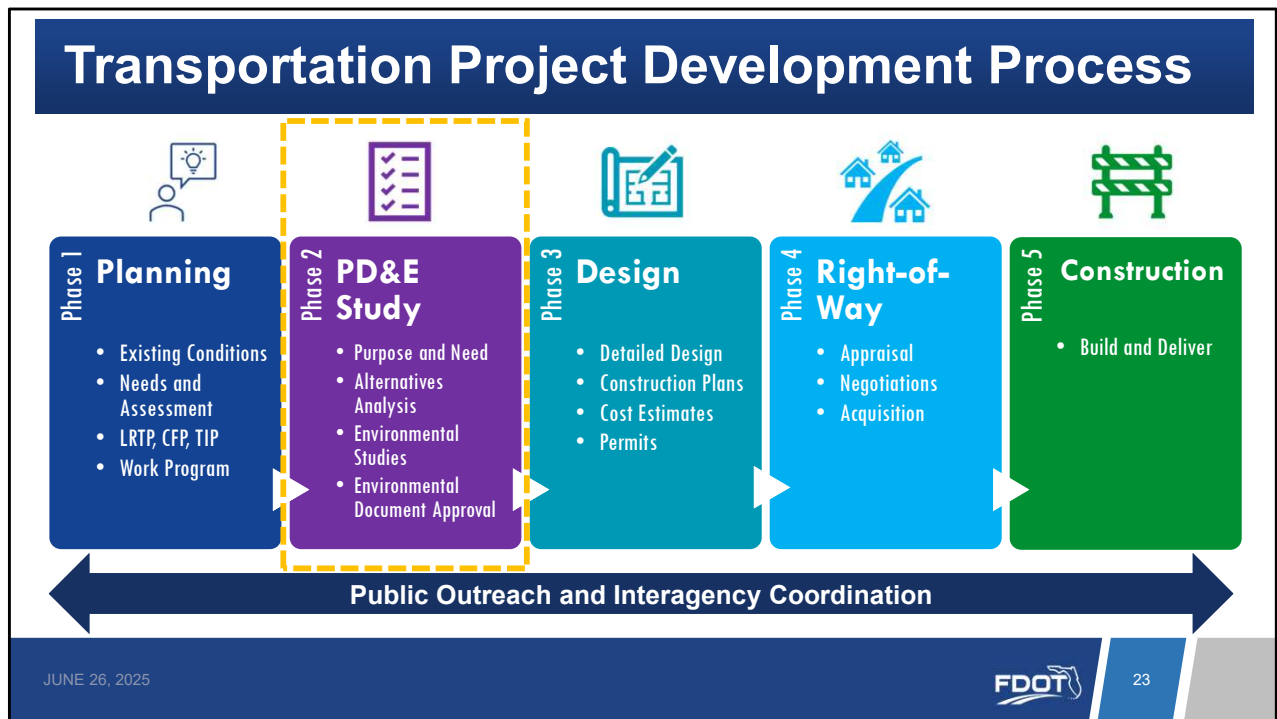 Transportation Project Development Process
Phase 1
Planning
• Existing Conditions
• Needs and
Assessment
• LRTP, CFP, TIP
• Work Program
Phase 2
PD&E
Study
• Purpose and Need
• Alternatives
Analysis
• Environmental
Studies
• Environmental
Document Approval
Phase 3
Design
• Detailed Design
• Construction Plans
• Cost Estimates
• Permits
Phase 4
Right-of-
Way
• Appraisal
• Negotiations
• Acquisition
Phase 5
Construction
• Build and Deliver
Public Outreach and Interagency Coordination
JUNE 26, 2025
FDOT
23